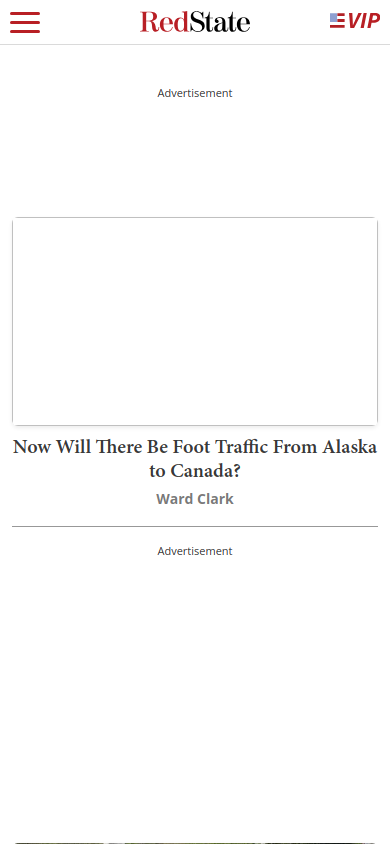 RedState
VIP
Advertisement
Now Will There Be Foot Traffic From Alaska
to Canada?
Ward Clark
Advertisement